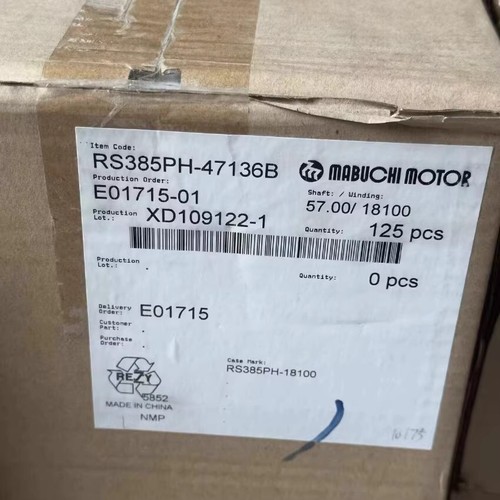 Item Code:
RS385PH-47136B
MABUCHI MOTOR
Production Order:
E01715-01
Shaft: / Winding:
57.00/ 18100
Production Lot.:
XD109122-1
Quantity:
125 pcs
Production Lot.:
Quantity:
0 pcs
Delivery Order:
E01715
Customer Part:
Purchase Order:
Case Mark:
RS385PH-18100
REZY
5852
MADE IN CHINA
NMP